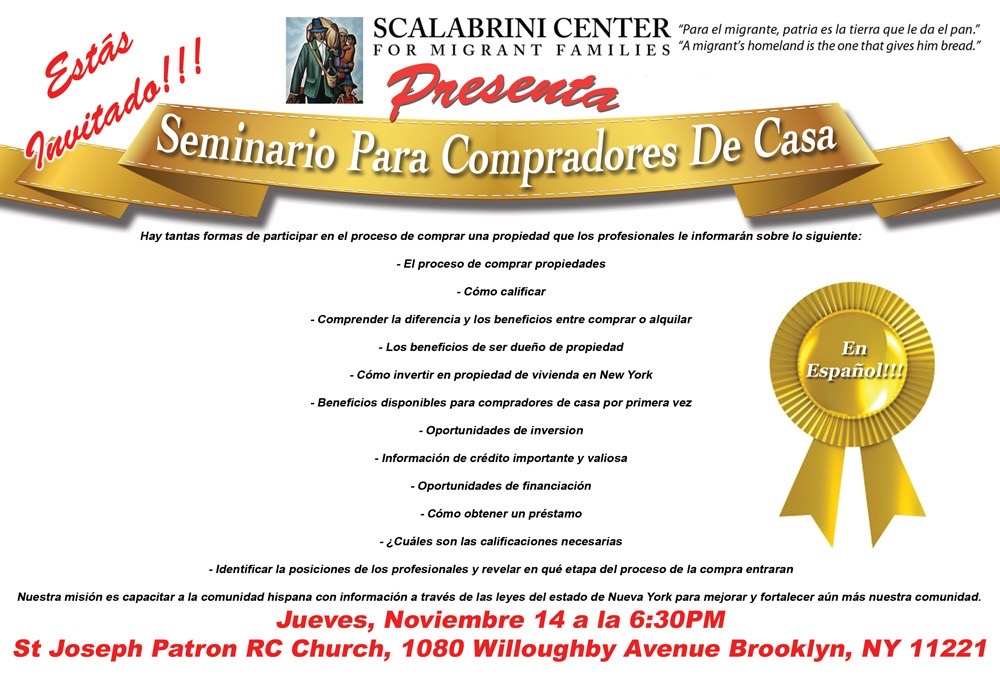 Estás
Invitado!!!
SCALABRINI CENTER
FOR MIGRANT FAMILIES
"Para el migrante, patria es la tierra que le da el pan."
"A migrant's homeland is the one that gives him bread."
Presenta
Seminario Para Compradores De Casa
Hay tantas formas de participar en el proceso de comprar una propiedad que los profesionales le informarán sobre lo siguiente:
- El proceso de comprar propiedades
- Cómo calificar
- Comprender la diferencia y los beneficios entre comprar o alquilar
- Los beneficios de ser dueño de propiedad
- Cómo invertir en propiedad de vivienda en New York
- Beneficios disponibles para compradores de casa por primera vez
- Oportunidades de inversion
- Información de crédito importante y valiosa
- Oportunidades de financiación
- Cómo obtener un préstamo
- ¿Cuáles son las calificaciones necesarias
- Identificar la posiciones de los profesionales y revelar en qué etapa del proceso de la compra entraran
En
Español!!!
Nuestra misión es capacitar a la comunidad hispana con información a través de las leyes del estado de Nueva York para mejorar y fortalecer aún más nuestra comunidad.
Jueves, Noviembre 14 a la 6:30PM
St Joseph Patron RC Church, 1080 Willoughby Avenue Brooklyn, NY 11221